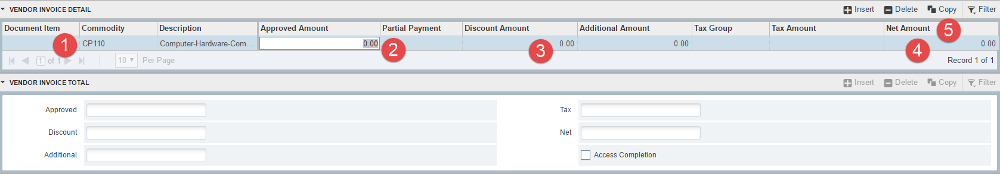 VENDOR INVOICE DETAIL Insert Delete Copy Filter
Document Item Commodity Description Approved Amount Partial Payment Discount Amount Additional Amount Tax Group Tax Amount Net Amount 5
1 CP110 Computer-Hardware-Com... 0.00 2 3 0.00 0.00 4 0.00
1 of 1 10 Per Page Record 1 of 1
VENDOR INVOICE TOTAL Insert Delete Copy Filter
Approved Tax
Discount Net
Additional Access Completion